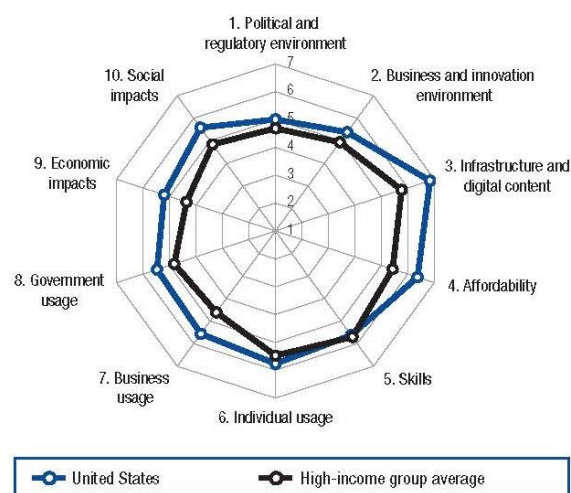 1. Political and
regulatory environment
10. Social
impacts
2. Business and innovation
environment
9. Economic
impacts
3. Infrastructure and
digital content
8. Government
usage
4. Affordability
7. Business
usage
5. Skills
6. Individual usage
7
6
5
4
3
2
1
United States
High-income group average